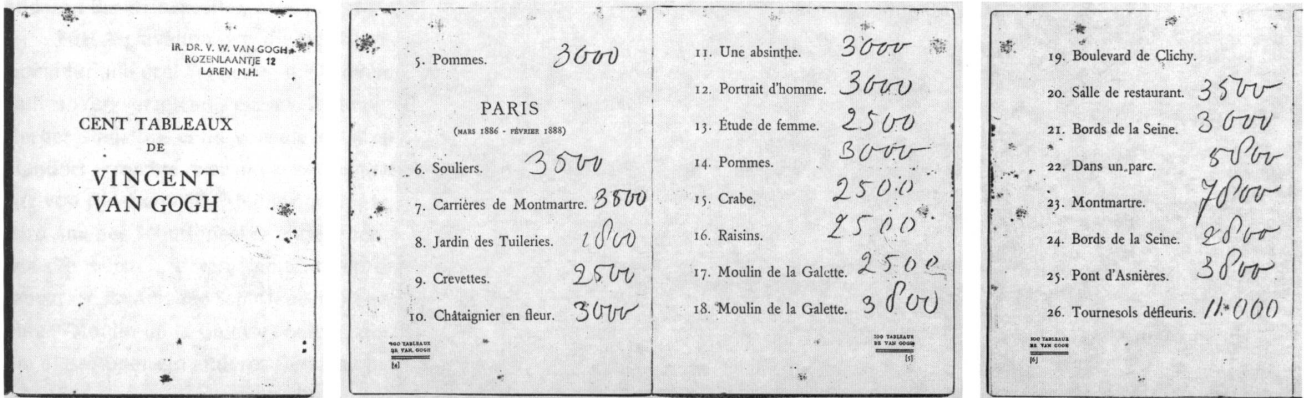 IR. DR. V. W. VAN GOGH
ROZENLAANTJE 12
LAREN N.H.
CENT TABLEAUX
DE
VINCENT
VAN GOGH
5. Pommes. 3000
PARIS
(MARS 1886 - FÉVRIER 1888)
6. Souliers. 3500
7. Carrières de Montmartre. 3800
8. Jardin des Tuileries. 1800
9. Crevettes. 2500
10. Châtaignier en fleur. 3000
100 TABLEAUX
DE VAN GOGH
[4]
11. Une absinthe. 3000
12. Portrait d'homme. 3000
13. Étude de femme. 2500
14. Pommes. 3000
15. Crabe. 2500
16. Raisins. 2500
17. Moulin de la Galette. 2500
18. Moulin de la Galette. 3800
100 TABLEAUX
DE VAN GOGH
[5]
19. Boulevard de Clichy.
20. Salle de restaurant. 3500
21. Bords de la Seine. 3000
22. Dans un parc. 5800
23. Montmartre. 7800
24. Bords de la Seine. 2800
25. Pont d'Asnières. 3800
26. Tournesols défleuris. 11.000
100 TABLEAUX
DE VAN GOGH
[6]